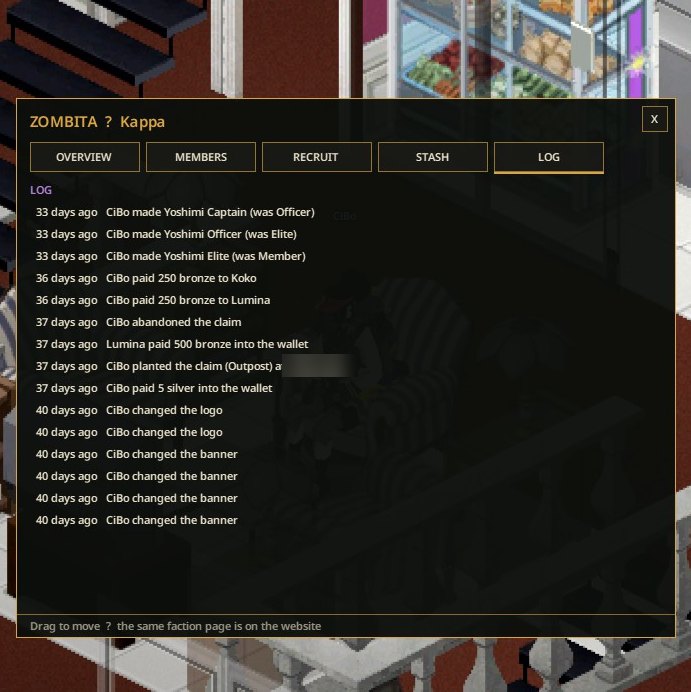 ZOMBITA ? Kappa
X
OVERVIEW MEMBERS RECRUIT STASH LOG
LOG
33 days ago CiBo made Yoshimi Captain (was Officer)
33 days ago CiBo made Yoshimi Officer (was Elite)
33 days ago CiBo made Yoshimi Elite (was Member)
36 days ago CiBo paid 250 bronze to Koko
36 days ago CiBo paid 250 bronze to Lumina
37 days ago CiBo abandoned the claim
37 days ago Lumina paid 500 bronze into the wallet
37 days ago CiBo planted the claim (Outpost)
37 days ago CiBo paid 5 silver into the wallet
40 days ago CiBo changed the logo
40 days ago CiBo changed the logo
40 days ago CiBo changed the banner
40 days ago CiBo changed the banner
40 days ago CiBo changed the banner
40 days ago CiBo changed the banner
Drag to move ? the same faction page is on the website
CiBo